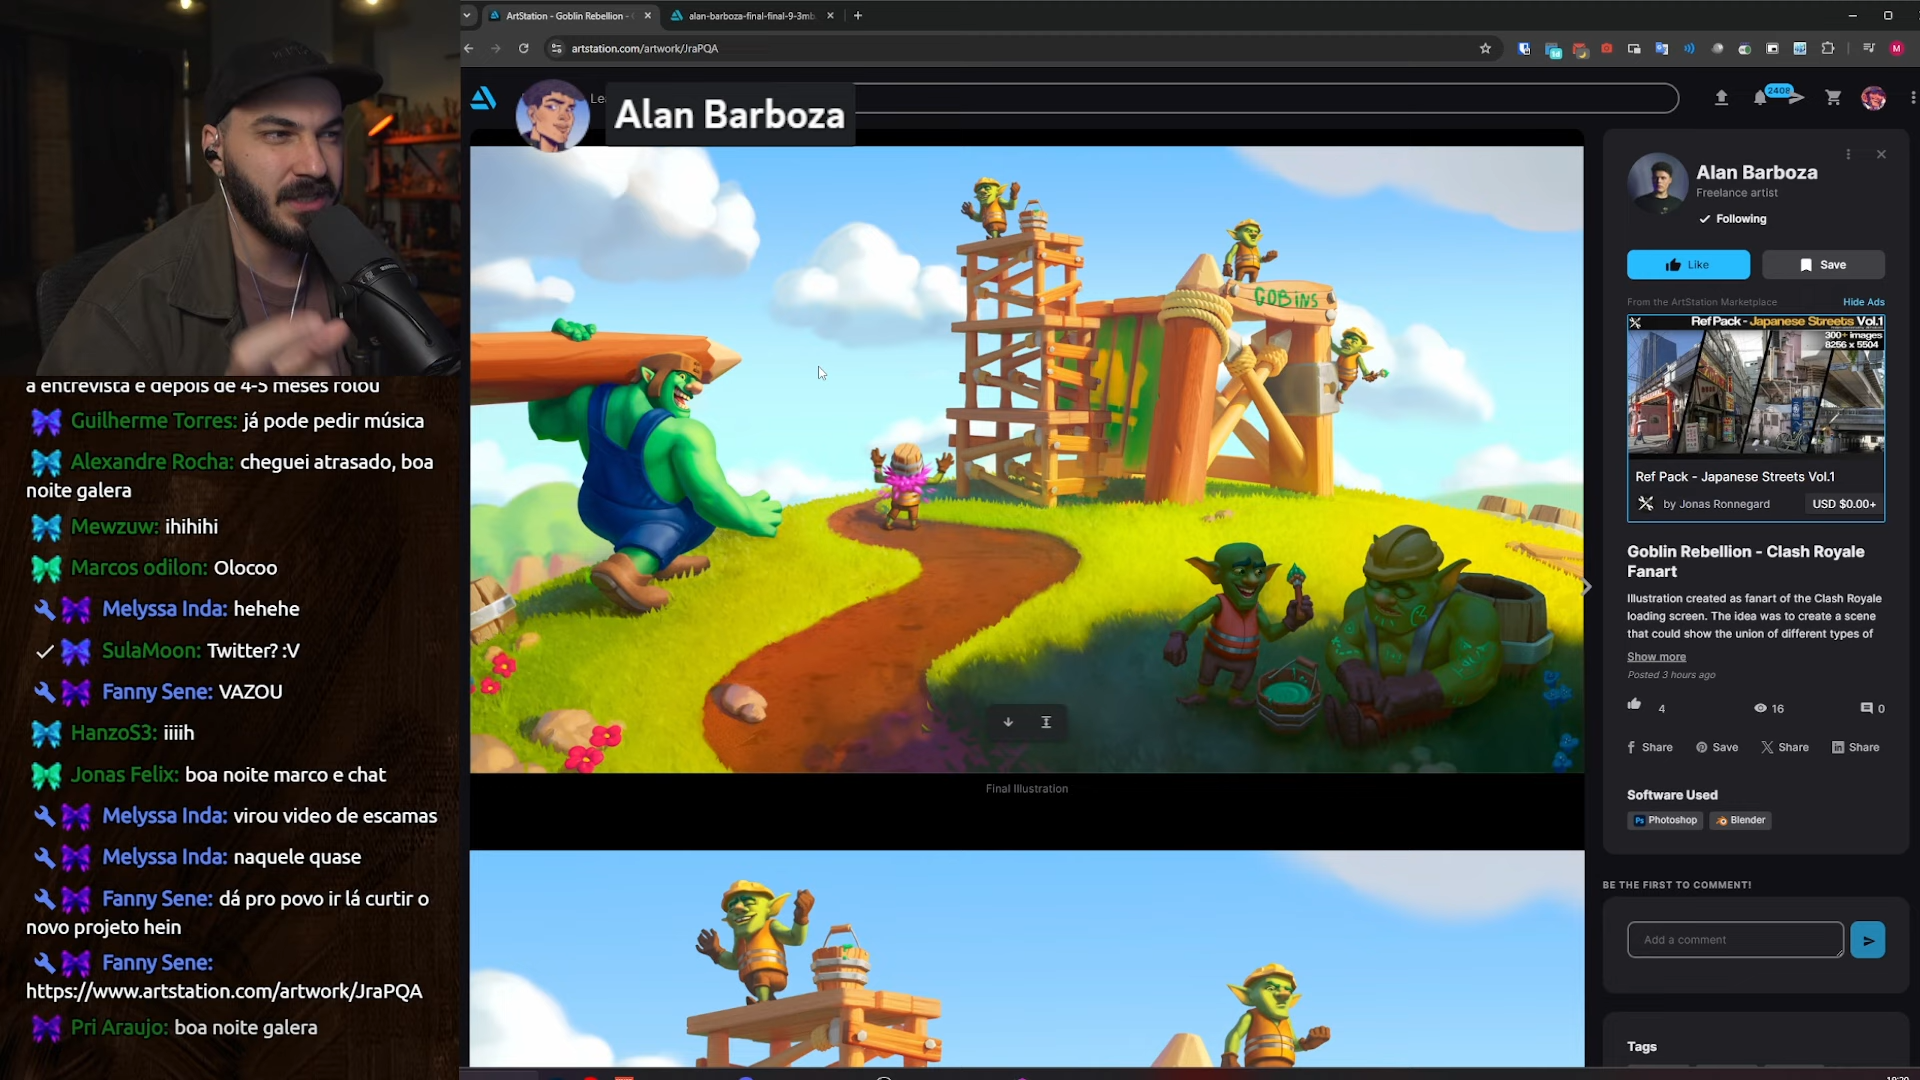 ArtStation - Goblin Rebellion -
alan-barboza-final-final-9-3mb
artstation.com/artwork/JraPQA
Alan Barboza
2408
GOBINS
Final Illustration
Alan Barboza
Freelance artist
Following
Like
Save
From the ArtStation Marketplace
Hide Ads
Ref Pack - Japanese Streets Vol.1
300+ images
8256 x 5504
Ref Pack - Japanese Streets Vol.1
by Jonas Ronnegard
USD $0.00+
Goblin Rebellion - Clash Royale
Fanart
Illustration created as fanart of the Clash Royale
loading screen. The idea was to create a scene
that could show the union of different types of
Show more
Posted 3 hours ago
4
16
0
Share
Save
Share
Share
Software Used
Ps Photoshop
Blender
BE THE FIRST TO COMMENT!
Add a comment
Tags
a entrevista e depois de 4-5 meses rolou
Guilherme Torres: já pode pedir música
Alexandre Rocha: cheguei atrasado, boa
noite galera
Mewzuw: ihihihi
Marcos odilon: Olocoo
Melyssa Inda: hehehe
SulaMoon: Twitter? :V
Fanny Sene: VAZOU
HanzoS3: iiiih
Jonas Felix: boa noite marco e chat
Melyssa Inda: virou video de escamas
Melyssa Inda: naquele quase
Fanny Sene: dá pro povo ir lá curtir o
novo projeto hein
Fanny Sene:
https://www.artstation.com/artwork/JraPQA
Pri Araujo: boa noite galera